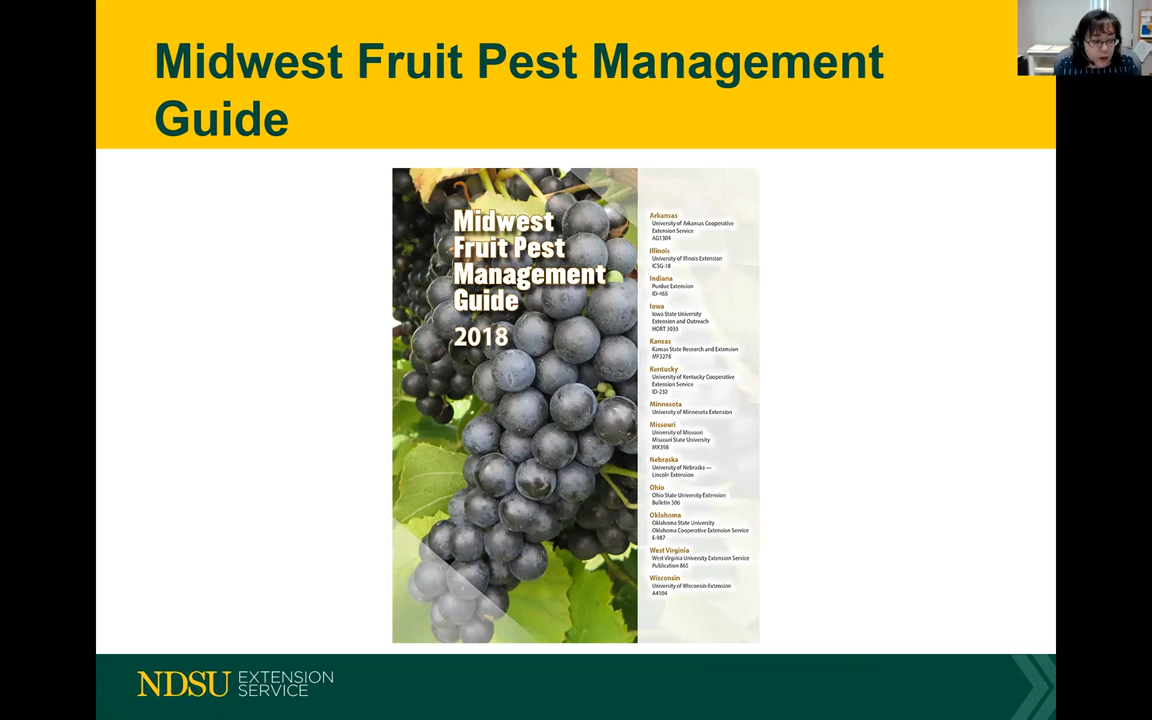 Midwest Fruit Pest Management
Guide
Midwest
Fruit Pest
Management
Guide
2018
Arkansas
University of Arkansas Cooperative
Extension Service
AG1304
Illinois
University of Illinois Extension
ICSG-18
Indiana
Purdue Extension
ID-465
Iowa
Iowa State University
Extension and Outreach
HORT 3035
Kansas
Kansas State Research and Extension
MF3278
Kentucky
University of Kentucky Cooperative
Extension Service
ID-232
Minnesota
University of Minnesota Extension
Missouri
University of Missouri
Missouri State University
MX398
Nebraska
University of Nebraska —
Lincoln Extension
Ohio
Ohio State University Extension
Bulletin 506
Oklahoma
Oklahoma State University
Oklahoma Cooperative Extension Service
E-987
West Virginia
West Virginia University Extension Service
Publication 865
Wisconsin
University of Wisconsin-Extension
A4104
NDSU EXTENSION
SERVICE